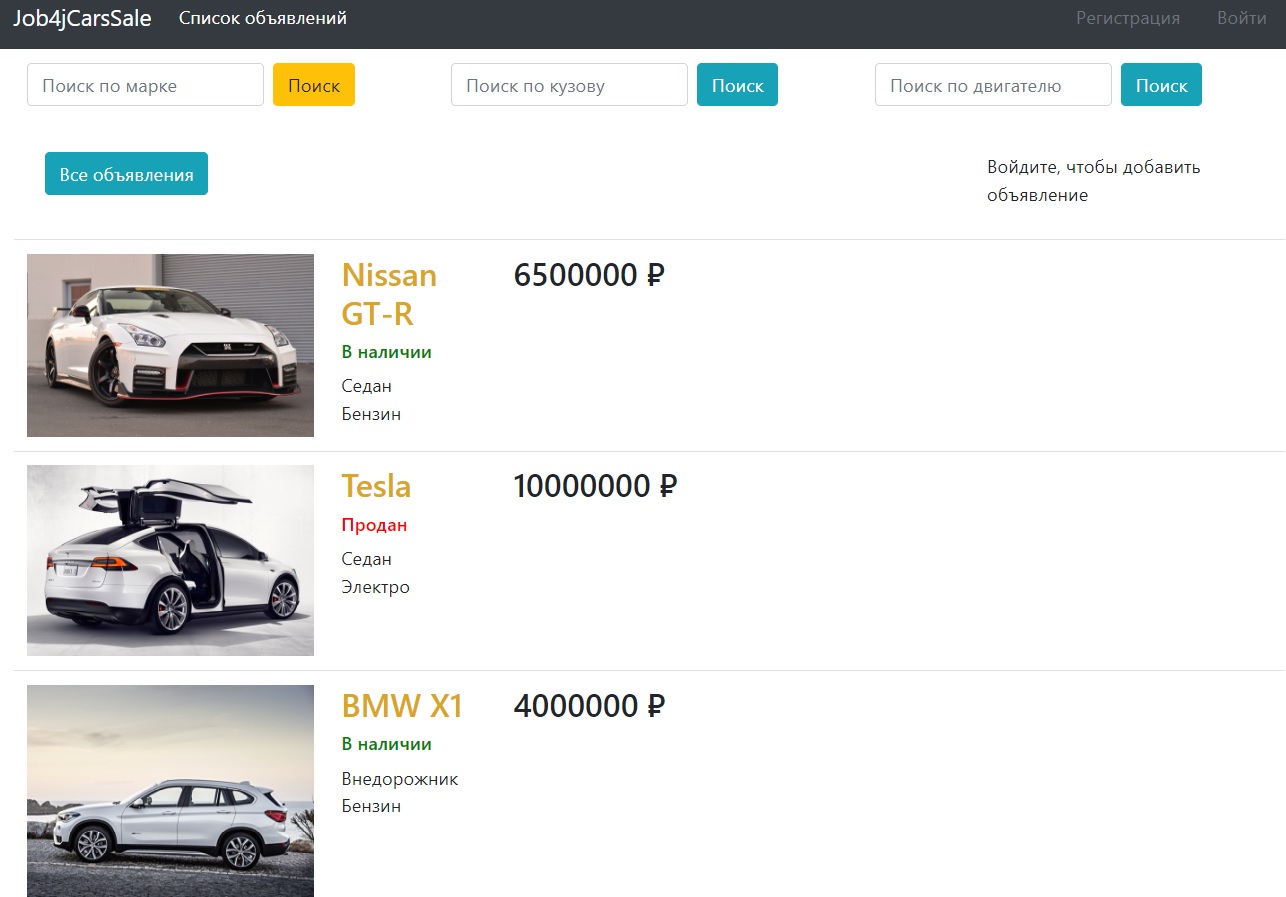 Job4jCarsSale Список объявлений Регистрация Войти
Поиск по марке Поиск Поиск по кузову Поиск Поиск по двигателю Поиск
Все объявления
Войдите, чтобы добавить
объявление
Nissan
GT-R
6500000 ₽
В наличии
Седан
Бензин
Tesla
10000000 ₽
Продан
Седан
Электро
BMW X1
4000000 ₽
В наличии
Внедорожник
Бензин